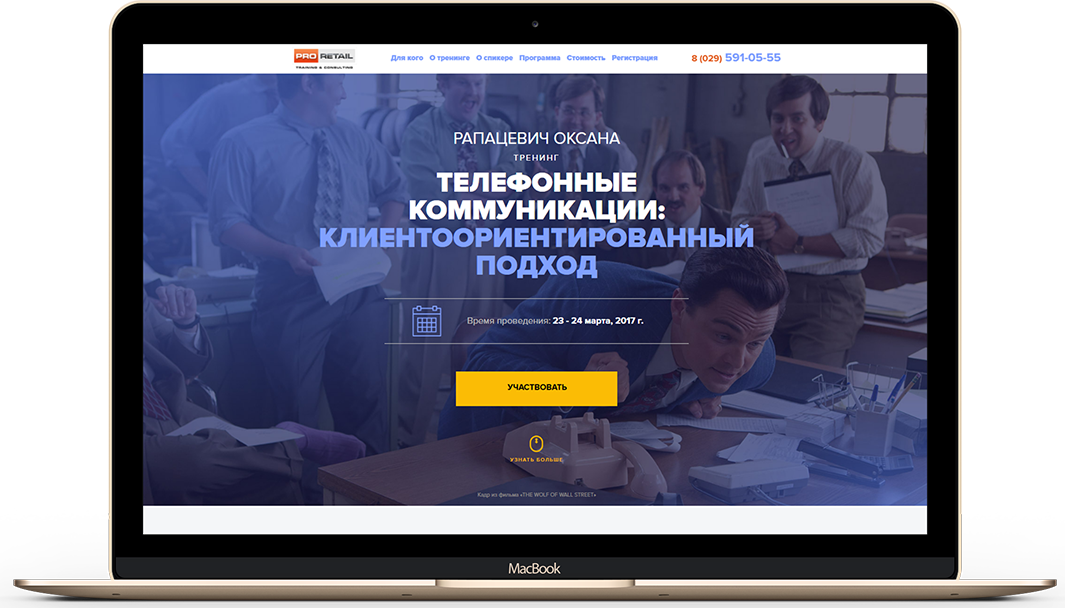 PRO RETAIL
TRAINING & CONSULTING
Для кого О тренинге О спикере Программа Стоимость Регистрация
8 (029) 591-05-55
РАПАЦЕВИЧ ОКСАНА
ТРЕНИНГ
ТЕЛЕФОННЫЕ
КОММУНИКАЦИИ:
КЛИЕНТООРИЕНТИРОВАННЫЙ
ПОДХОД
Время проведения: 23 - 24 марта, 2017 г.
УЧАСТВОВАТЬ
УЗНАТЬ БОЛЬШЕ
Кадр из фильма «THE WOLF OF WALL STREET»
MacBook